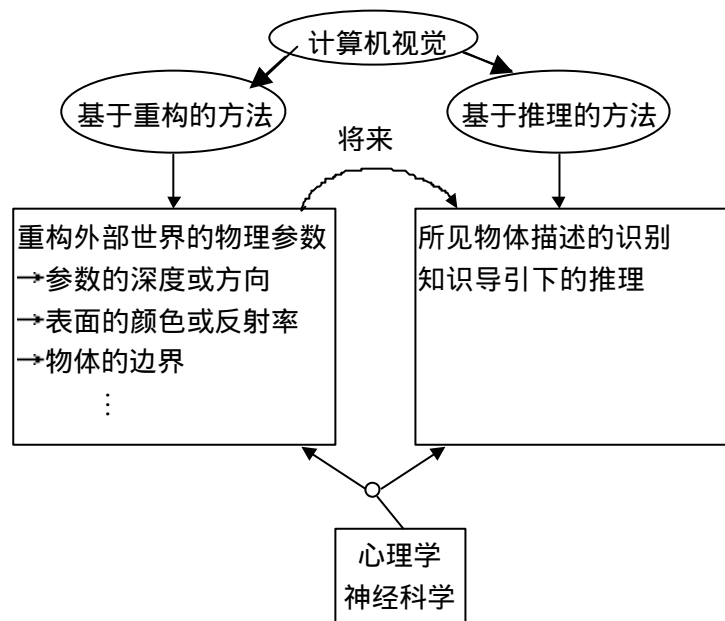 计算机视觉
基于重构的方法
基于推理的方法
将来
重构外部世界的物理参数
→参数的深度或方向
→表面的颜色或反射率
→物体的边界
⋮
所见物体描述的识别
知识导引下的推理
心理学
神经科学